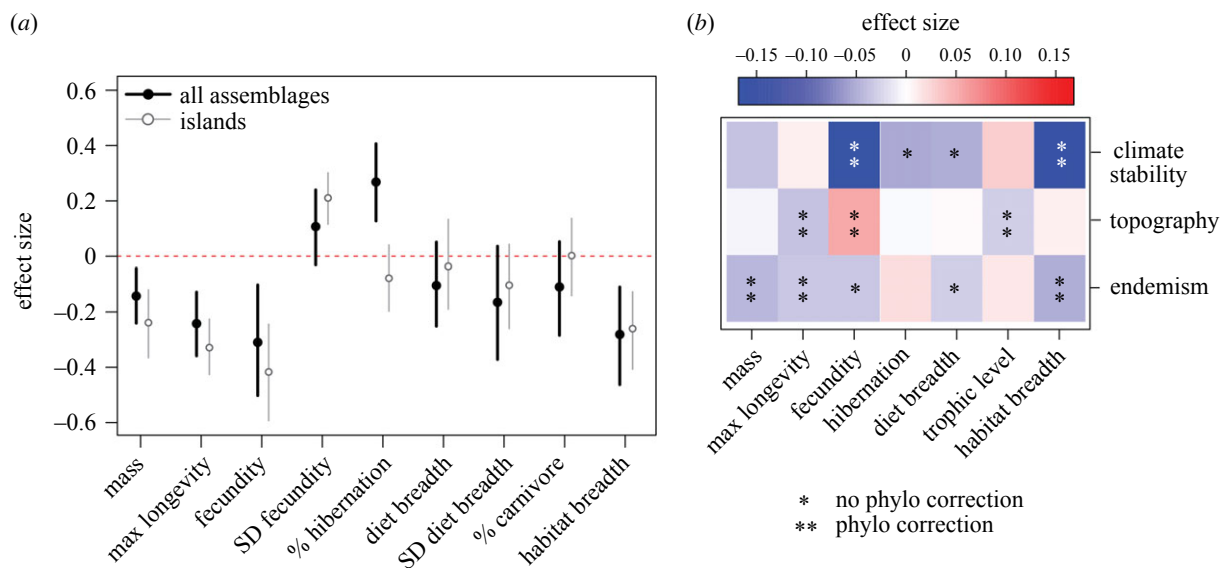 (a)
effect size
0.6
0.4
0.2
0
–0.2
–0.4
–0.6
all assemblages
islands
mass
max longevity
fecundity
SD fecundity
% hibernation
diet breadth
SD diet breadth
% carnivore
habitat breadth
(b)
effect size
–0.15 –0.10 –0.05 0 0.05 0.10 0.15
** * * **
climate
stability
** ** **
topography
** ** * * **
endemism
mass
max longevity
fecundity
hibernation
diet breadth
trophic level
habitat breadth
* no phylo correction
** phylo correction